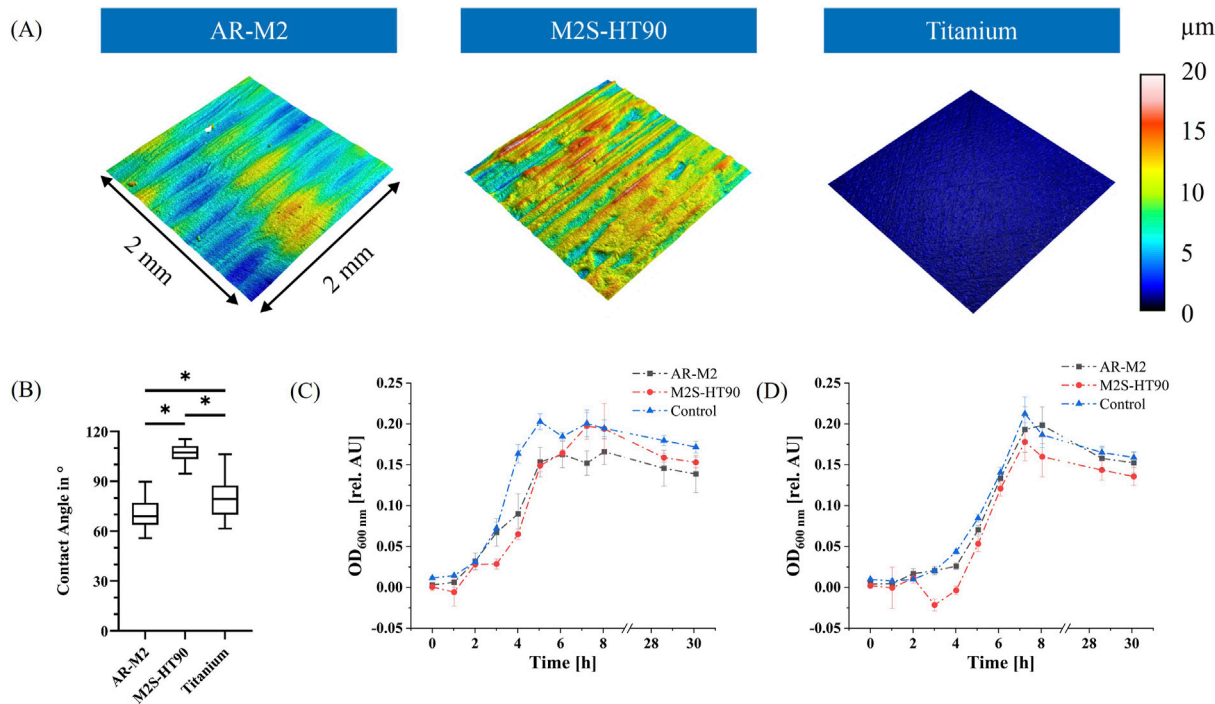 (A)
AR-M2
M2S-HT90
Titanium
µm
20
15
10
5
0
2 mm
2 mm
(B)
*
*
*
120
90
60
30
0
Contact Angle in º
AR-M2
M2S-HT90
Titanium
(C)
AR-M2
M2S-HT90
Control
0.25
0.20
0.15
0.10
0.05
0.00
-0.05
OD600 nm [rel. AU]
0 2 4 6 8 28 30
Time [h]
(D)
AR-M2
M2S-HT90
Control
0.25
0.20
0.15
0.10
0.05
0.00
-0.05
OD600 nm [rel. AU]
0 2 4 6 8 28 30
Time [h]